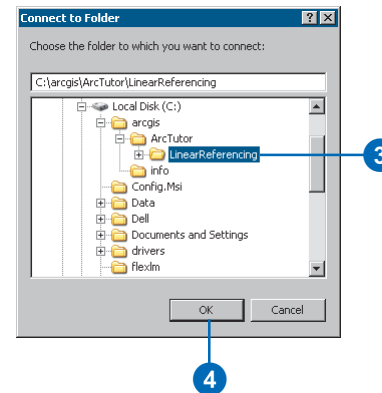 Connect to Folder
Choose the folder to which you want to connect:
C:\arcgis\ArcTutor\LinearReferencing
Local Disk (C:)
arcgis
ArcTutor
LinearReferencing
3
info
Config.Msi
Data
Dell
Documents and Settings
drivers
flexlm
OK Cancel
4